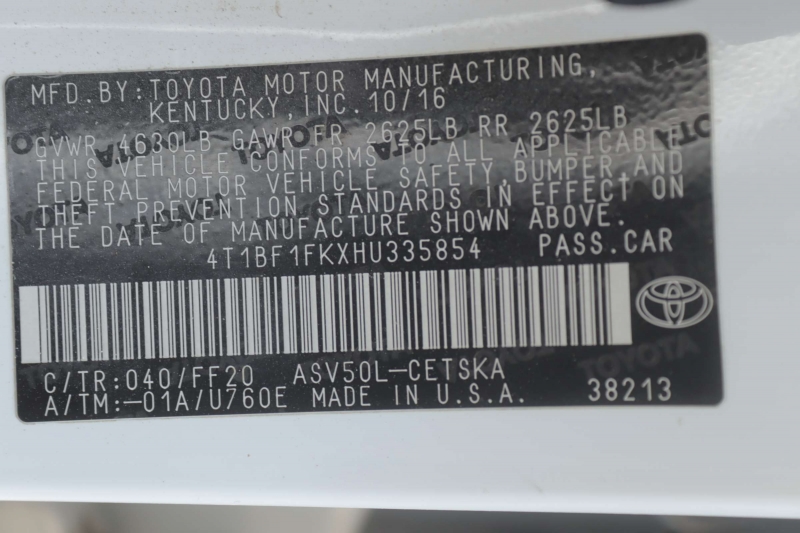 MFD. BY: TOYOTA MOTOR MANUFACTURING,
KENTUCKY, INC. 10/16
GVWR 4630LB GAWR FR 2625LB RR 2625LB
THIS VEHICLE CONFORMS TO ALL APPLICABLE
FEDERAL MOTOR VEHICLE SAFETY, BUMPER, AND
THEFT PREVENTION STANDARDS IN EFFECT ON
THE DATE OF MANUFACTURE SHOWN ABOVE.
4T1BF1FKXHU335854 PASS.CAR
C/TR:040/FF20 ASV50L-CETSKA
A/TM:-01A/U760E MADE IN U.S.A. 38213